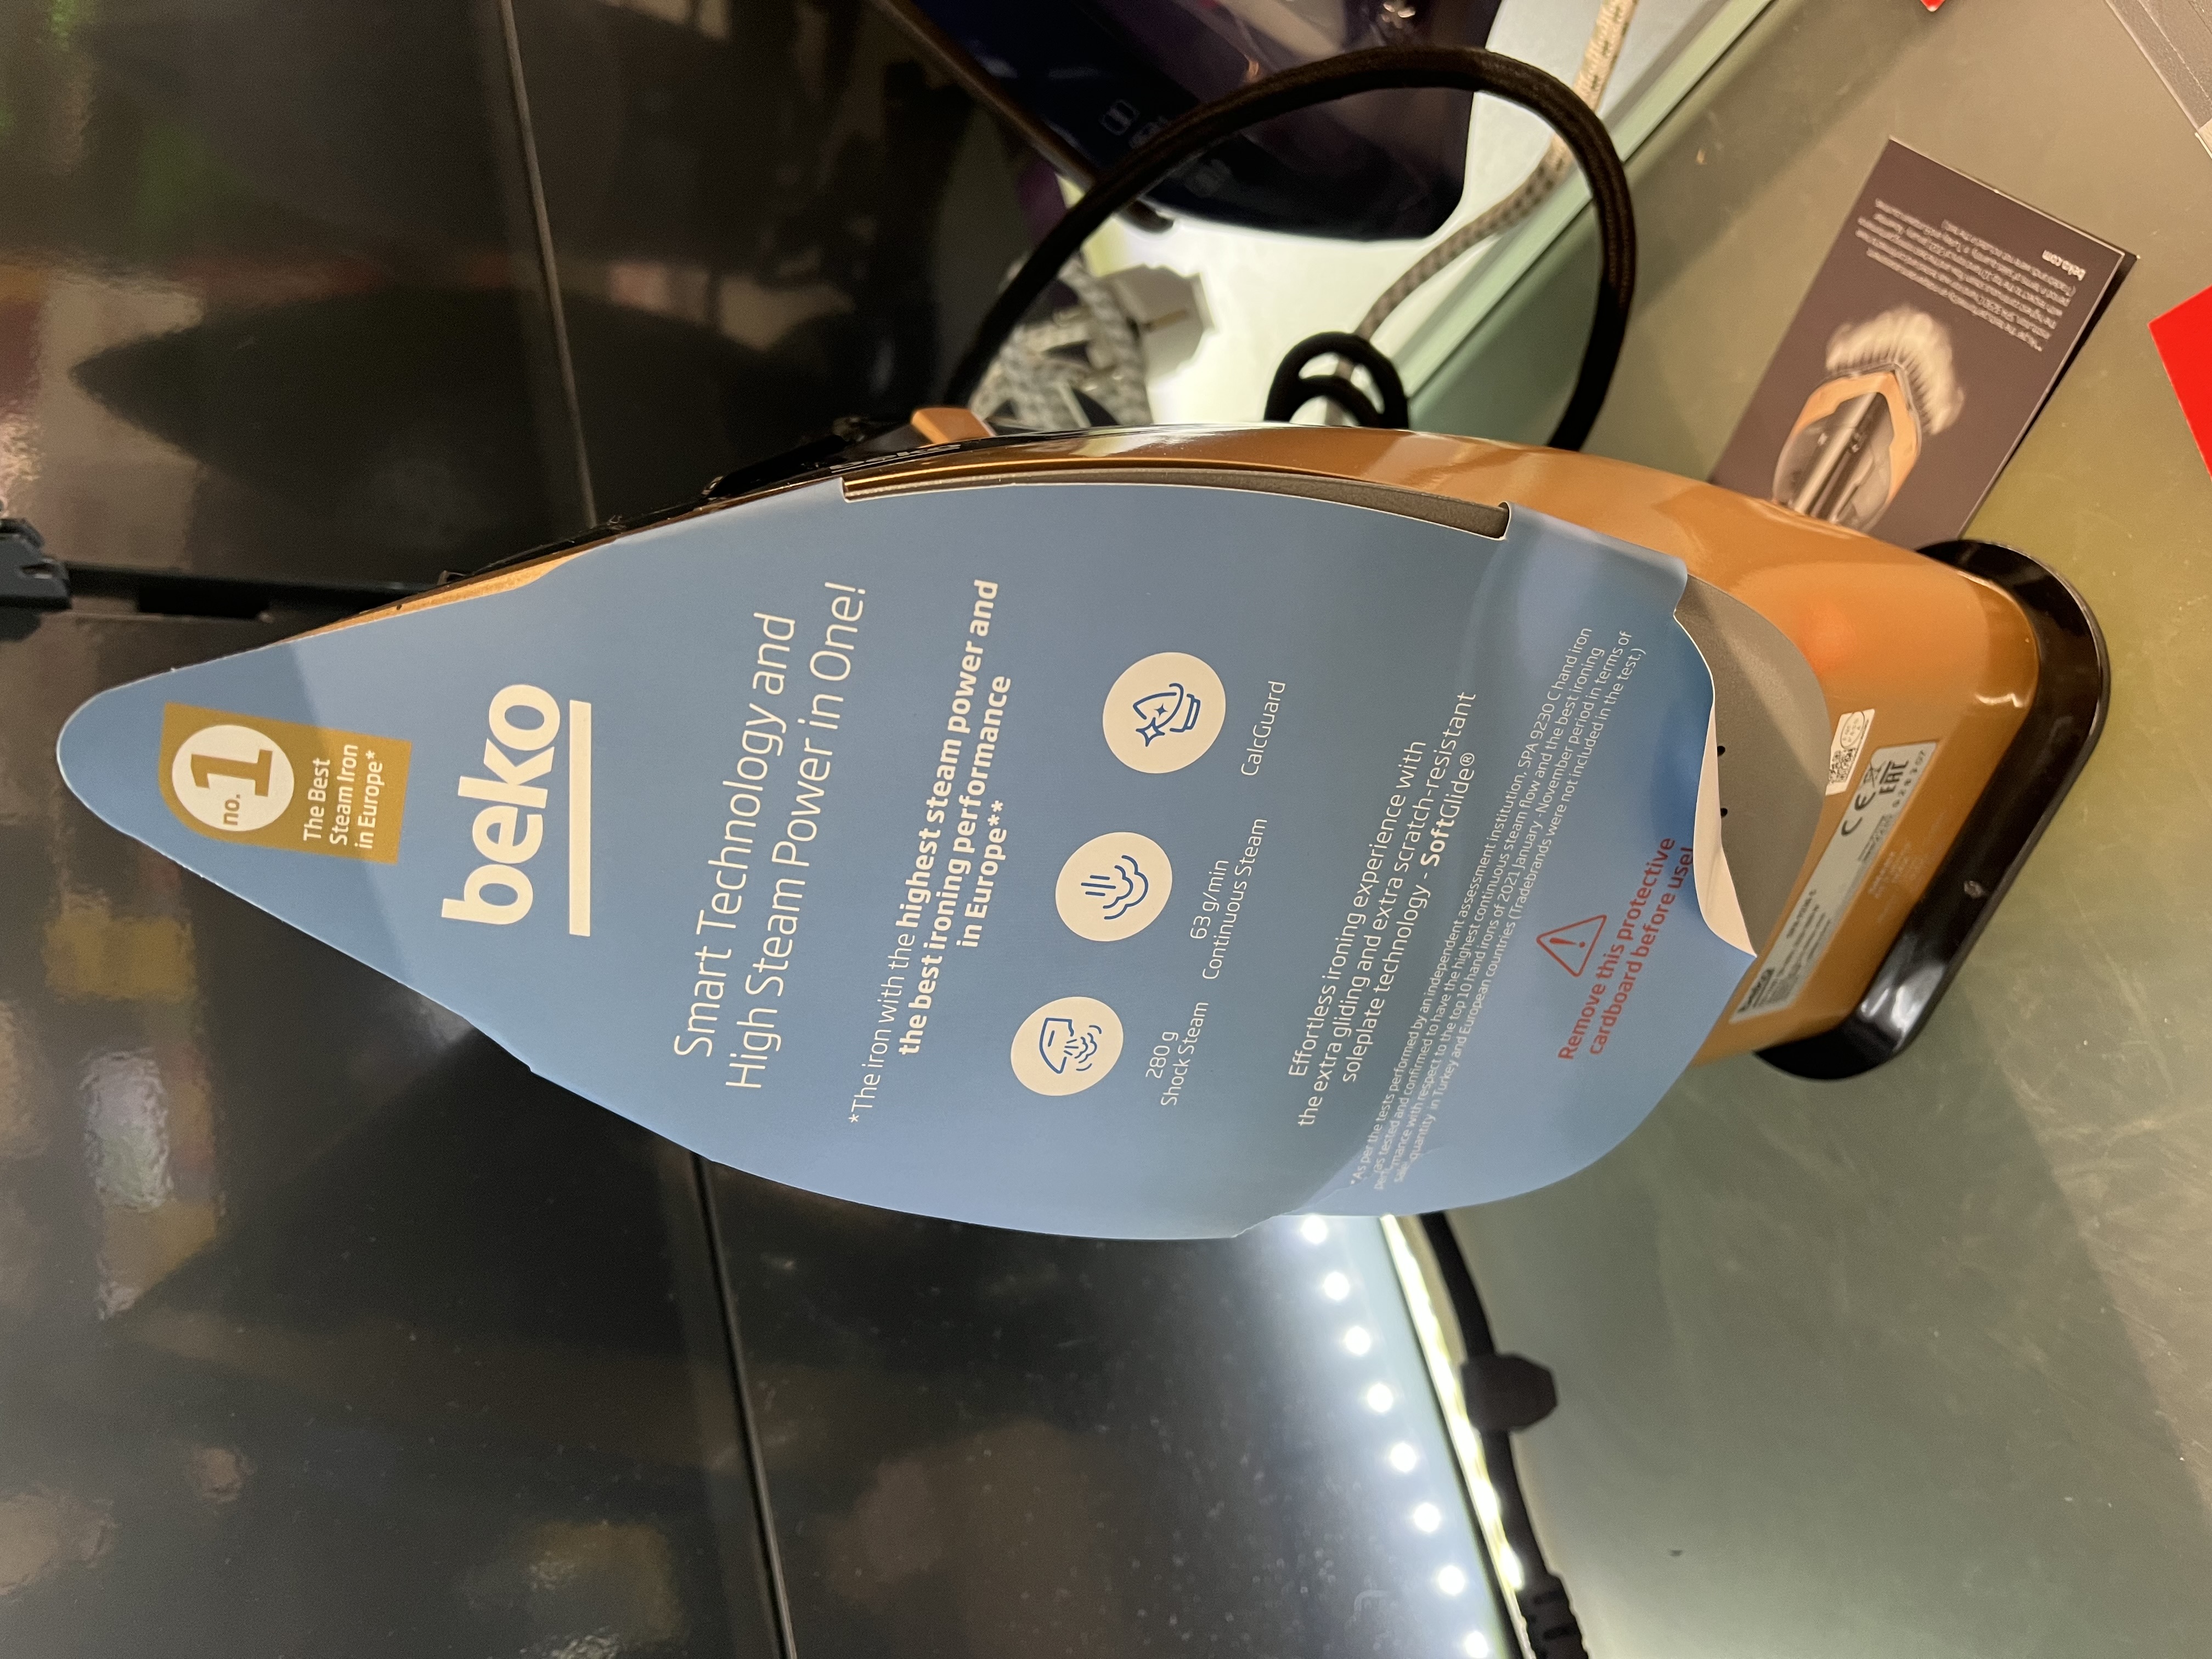 no. 1
The Best
Steam Iron
in Europe*
beko
Smart Technology and
High Steam Power in One!
*The iron with the highest steam power and
the best ironing performance
in Europe**
280 g
Shock Steam
63 g/min
Continuous Steam
CalcGuard
Effortless ironing experience with
the extra gliding and extra scratch-resistant
soleplate technology - SoftGlide®
*As per the tests performed by an independent assessment institution, SPA 9230 C hand iron
was tested and confirmed to have the highest continuous steam flow and the best ironing
performance with respect to the top 10 hand irons of 2021 January-November period in terms of
sales quantity in Turkey and European countries (Tradebrands were not included in the test.)
Remove this protective
cardboard before use!
CE
EAC
beko
beko.com